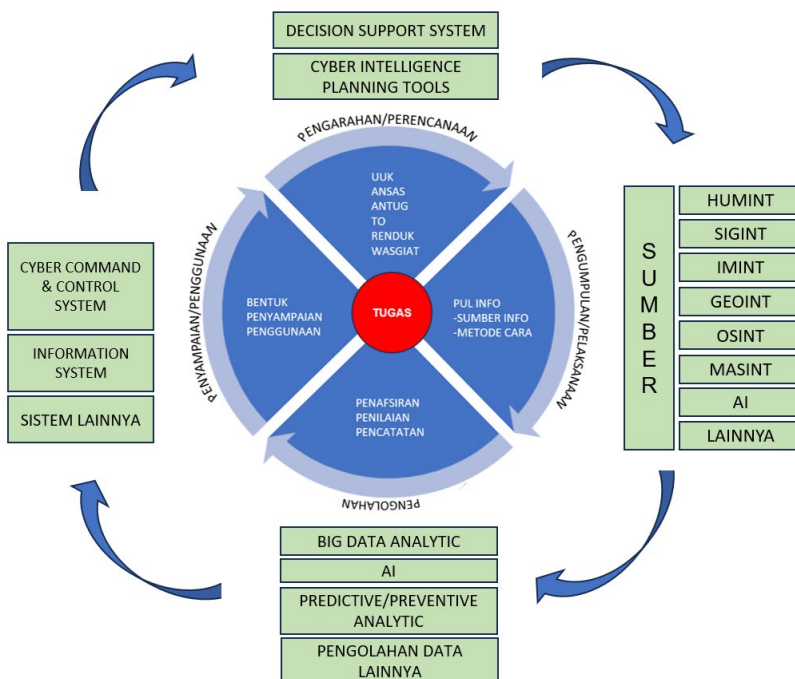 DECISION SUPPORT SYSTEM
CYBER INTELLIGENCE
PLANNING TOOLS
PENGARAHAN/PERENCANAAN
UUK
ANSAS
ANTUG
TO
RENDUK
WASGIAT
HUMINT
SIGINT
IMINT
GEOINT
OSINT
MASINT
AI
LAINNYA
SUMBER
PENGUMPULAN/PELAKSANAAN
PUL INFO
-SUMBER INFO
-METODE CARA
TUGAS
BENTUK
PENYAMPAIAN
PENGGUNAAN
PENYAMPAIAN/PENGGUNAAN
CYBER COMMAND
& CONTROL
SYSTEM
INFORMATION
SYSTEM
SISTEM LAINNYA
PENAFSIRAN
PENILAIAN
PENCATATAN
PENGOLAHAN
BIG DATA ANALYTIC
AI
PREDICTIVE/PREVENTIVE
ANALYTIC
PENGOLAHAN DATA
LAINNYA